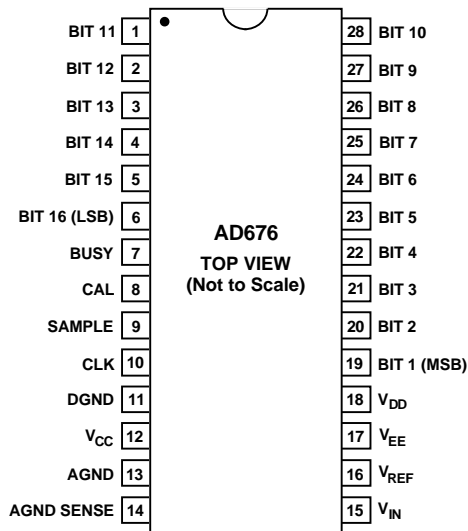 BIT 11 1
BIT 12 2
BIT 13 3
BIT 14 4
BIT 15 5
BIT 16 (LSB) 6
BUSY 7
CAL 8
SAMPLE 9
CLK 10
DGND 11
VCC 12
AGND 13
AGND SENSE 14
AD676
TOP VIEW
(Not to Scale)
28 BIT 10
27 BIT 9
26 BIT 8
25 BIT 7
24 BIT 6
23 BIT 5
22 BIT 4
21 BIT 3
20 BIT 2
19 BIT 1 (MSB)
18 VDD
17 VEE
16 VREF
15 VIN